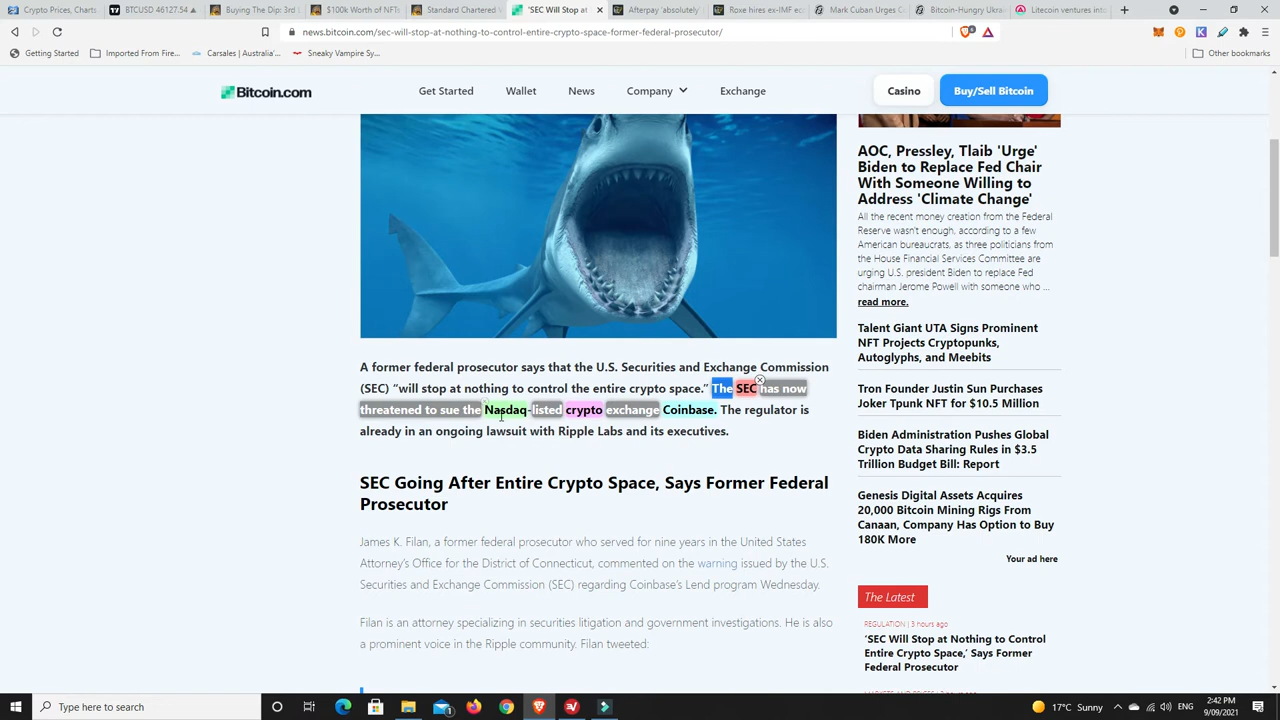 Crypto Prices, Charts
BTCUSD 46127.54 ▲
Buying The Dip: 3rd
$100k Worth of NFTs
Standard Chartered
'SEC Will Stop at
Afterpay 'absolutely'
Roxe hires ex-IMF
Mark Cuban Urges C
Bitcoin-Hungry Ukrai
Litecoin ventures into
news.bitcoin.com/sec-will-stop-at-nothing-to-control-entire-crypto-space-former-federal-prosecutor/
Getting Started
Imported From Fire...
Carsales | Australia'...
Sneaky Vampire Sy...
Other bookmarks
Bitcoin.com
Get Started
Wallet
News
Company
Exchange
Casino
Buy/Sell Bitcoin
A former federal prosecutor says that the U.S. Securities and Exchange Commission
(SEC) “will stop at nothing to control the entire crypto space.” The SEC has now
threatened to sue the Nasdaq-listed crypto exchange Coinbase. The regulator is
already in an ongoing lawsuit with Ripple Labs and its executives.
SEC Going After Entire Crypto Space, Says Former Federal
Prosecutor
James K. Filan, a former federal prosecutor who served for nine years in the United States
Attorney's Office for the District of Connecticut, commented on the warning issued by the U.S.
Securities and Exchange Commission (SEC) regarding Coinbase's Lend program Wednesday.
Filan is an attorney specializing in securities litigation and government investigations. He is also
a prominent voice in the Ripple community. Filan tweeted:
AOC, Pressley, Tlaib 'Urge'
Biden to Replace Fed Chair
With Someone Willing to
Address 'Climate Change'
All the recent money creation from the Federal
Reserve wasn't enough, according to a few
American bureaucrats, as three politicians from
the House Financial Services Committee are
urging U.S. president Biden to replace Fed
chairman Jerome Powell with someone who ...
read more.
Talent Giant UTA Signs Prominent
NFT Projects Cryptopunks,
Autoglyphs, and Meebits
Tron Founder Justin Sun Purchases
Joker Tpunk NFT for $10.5 Million
Biden Administration Pushes Global
Crypto Data Sharing Rules in $3.5
Trillion Budget Bill: Report
Genesis Digital Assets Acquires
20,000 Bitcoin Mining Rigs From
Canaan, Company Has Option to Buy
180K More
Your ad here
The Latest
REGULATION | 3 hours ago
'SEC Will Stop at Nothing to Control
Entire Crypto Space,' Says Former
Federal Prosecutor
Type here to search
17°C Sunny
ENG
2:42 PM
9/09/2021